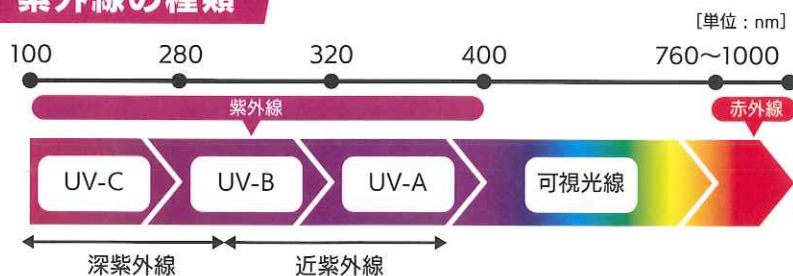 紫外線の種類
[単位：nm]
100 280 320 400 760〜1000
紫外線 赤外線
UV-C UV-B UV-A 可視光線
深紫外線 近紫外線